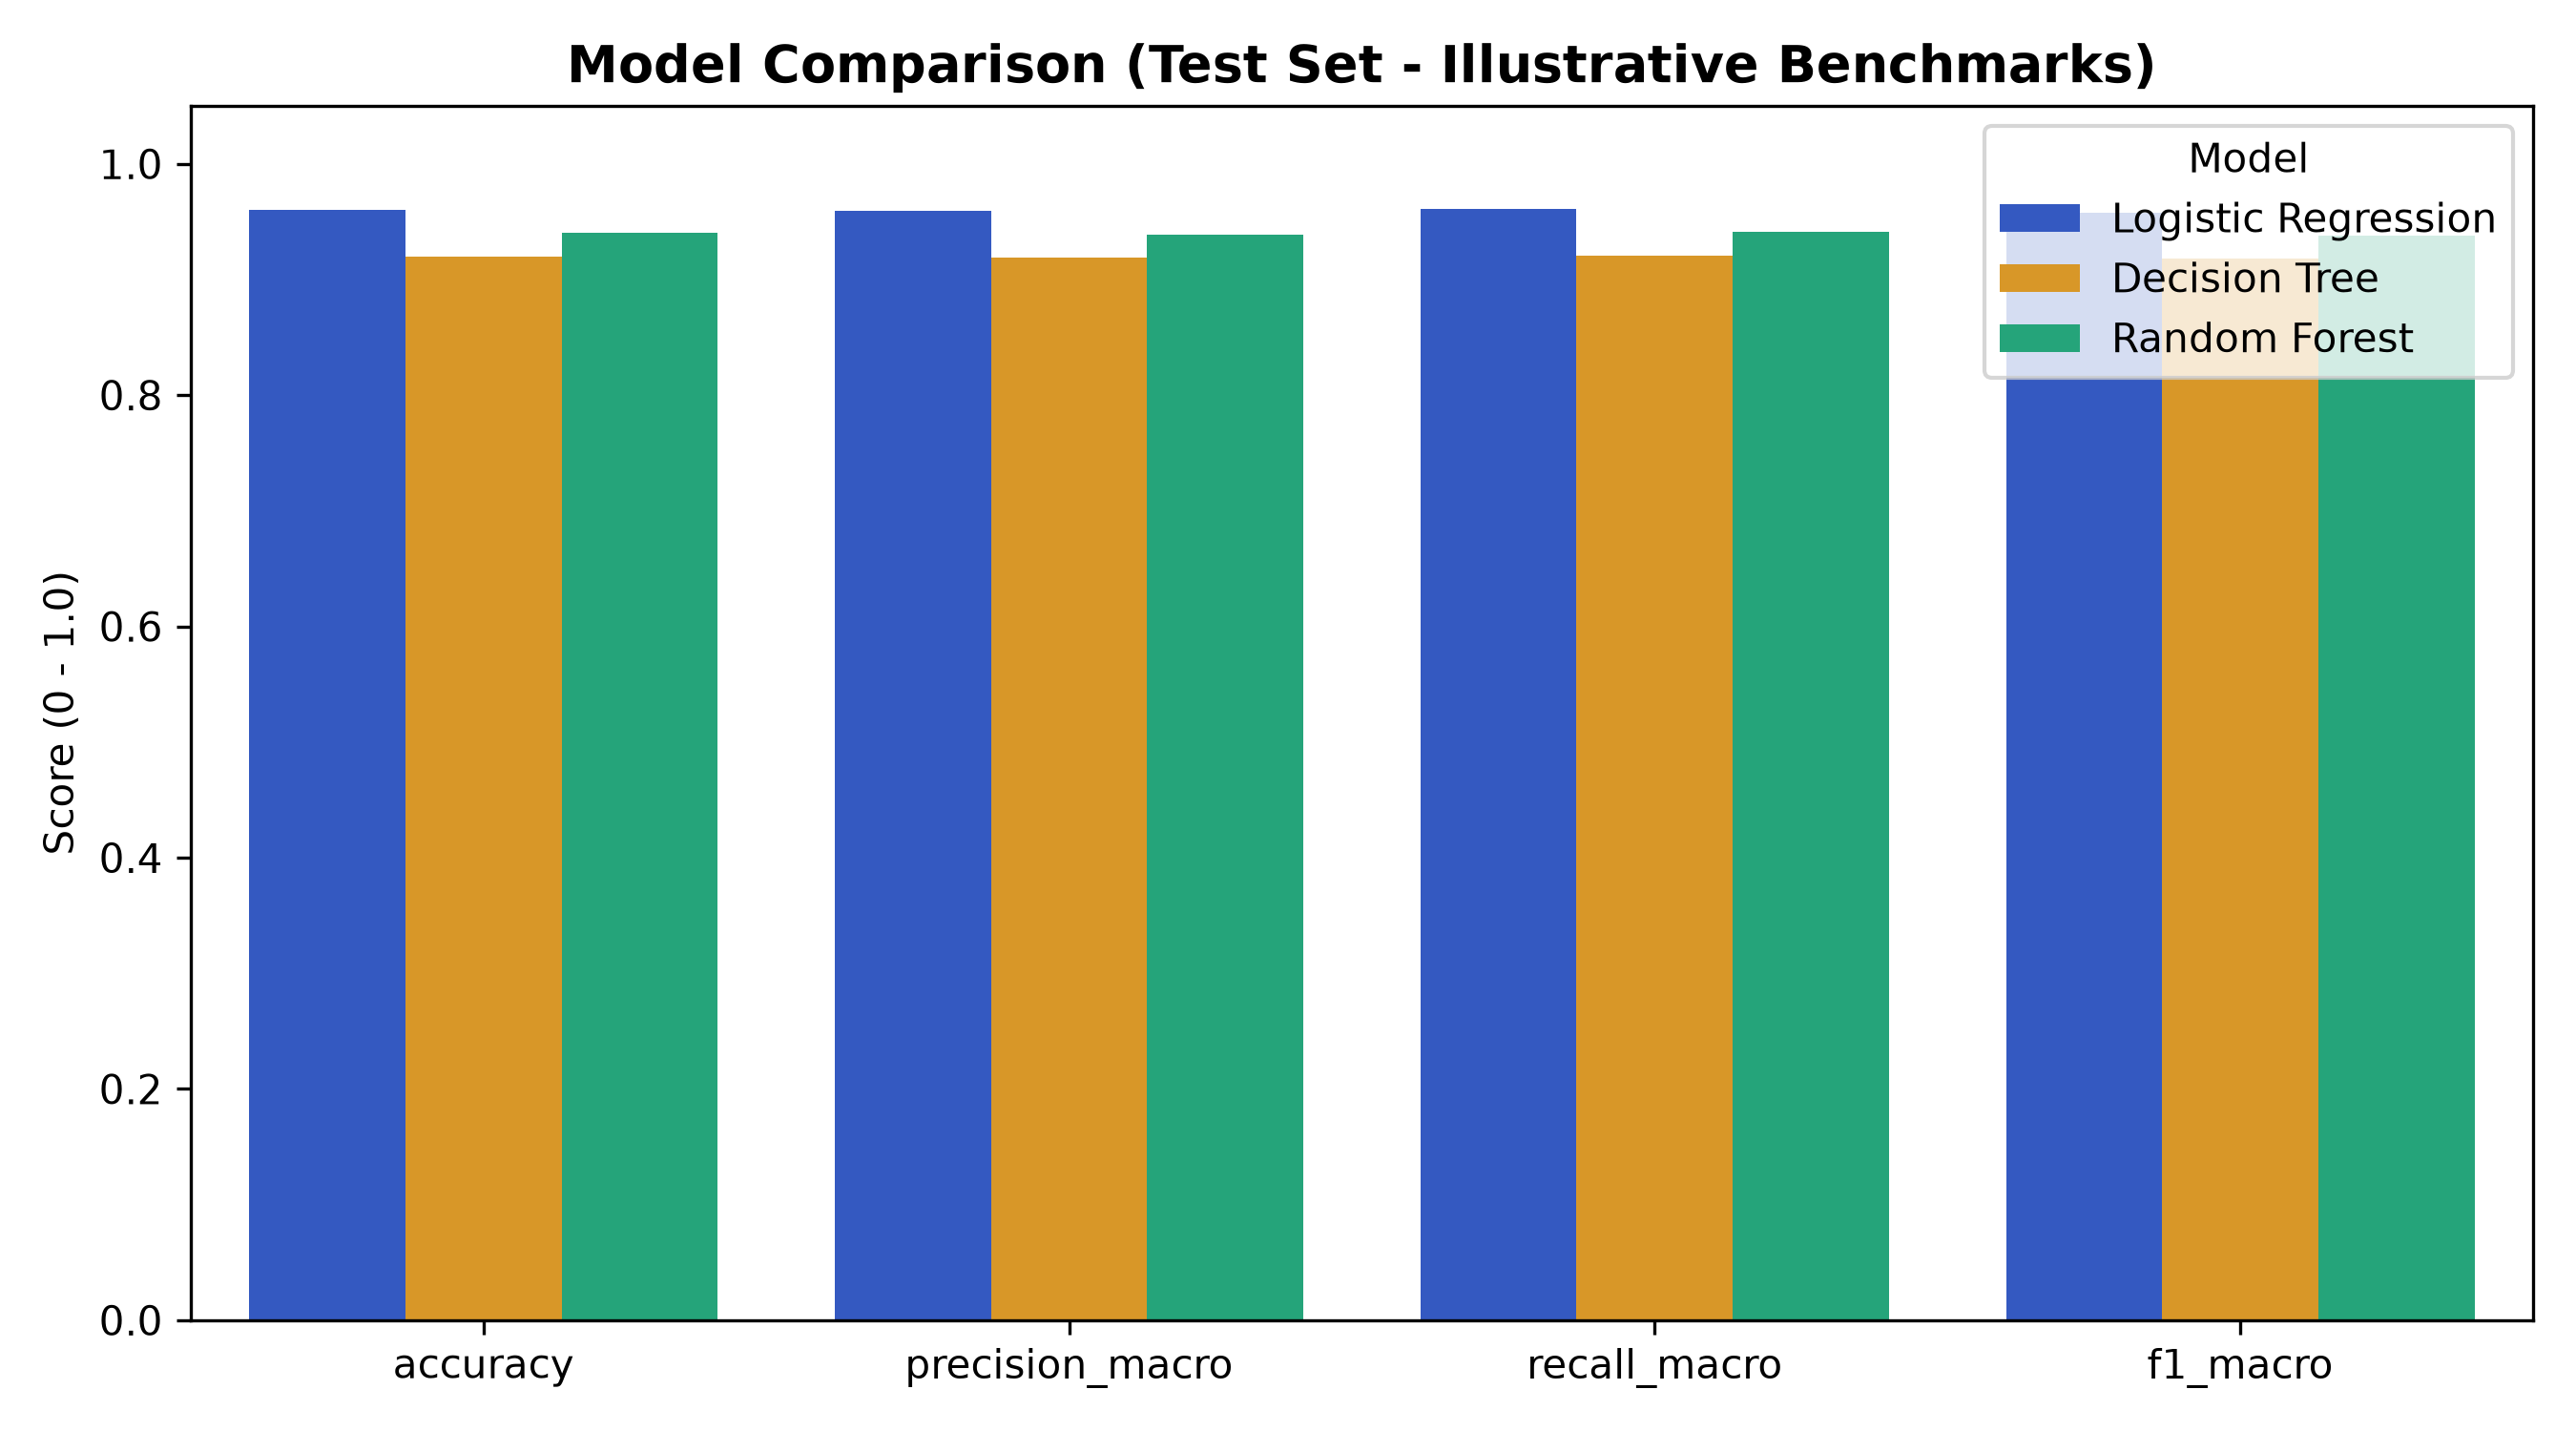 Model Comparison (Test Set - Illustrative Benchmarks)
Model
Logistic Regression
Decision Tree
Random Forest
Score (0 - 1.0)
1.0
0.8
0.6
0.4
0.2
0.0
accuracy precision_macro recall_macro f1_macro